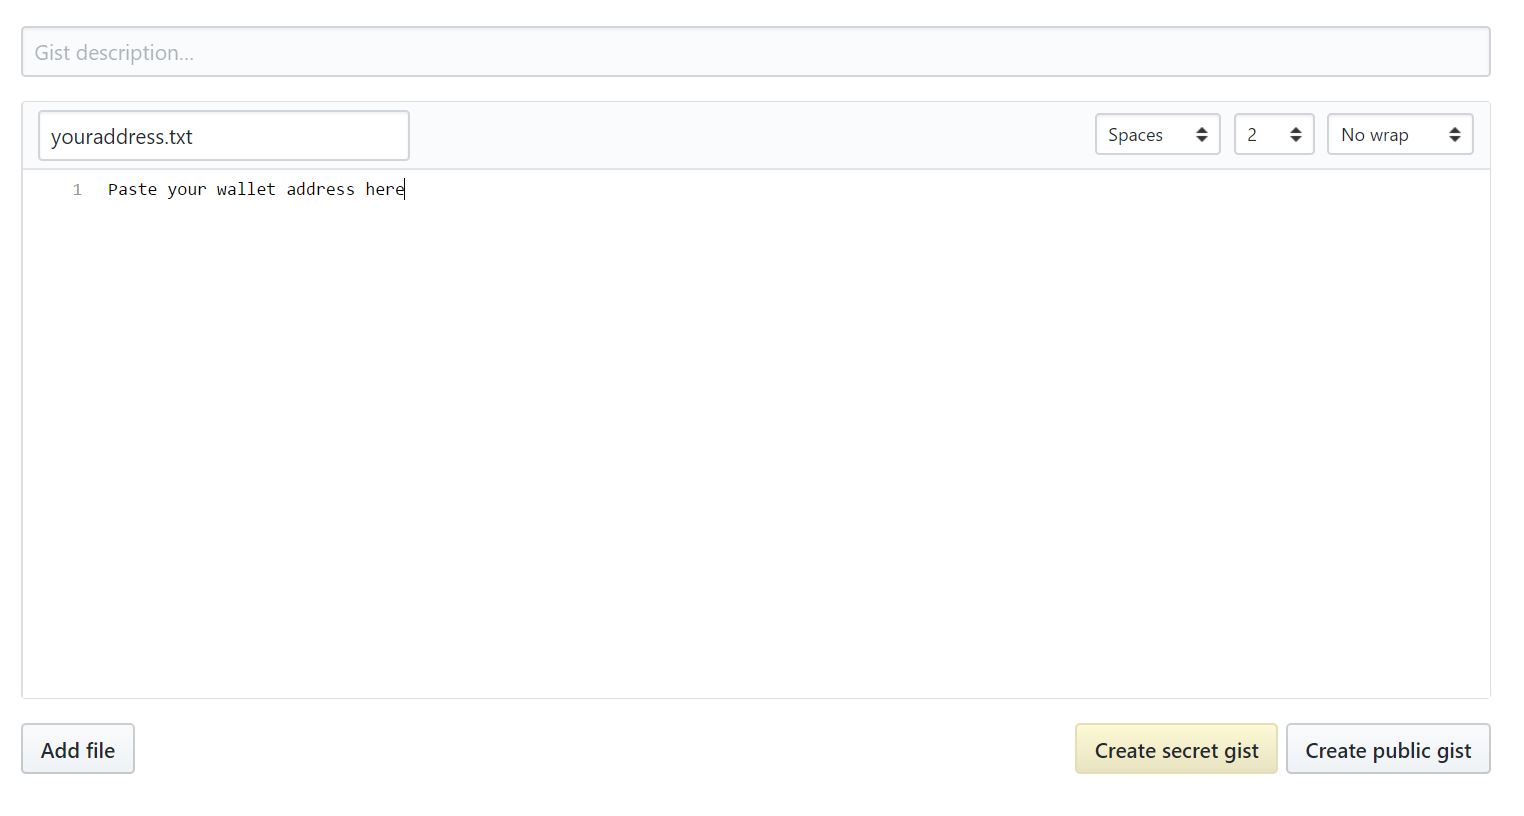 Gist description...
youraddress.txt
Spaces
2
No wrap
1 Paste your wallet address here
Add file
Create secret gist
Create public gist